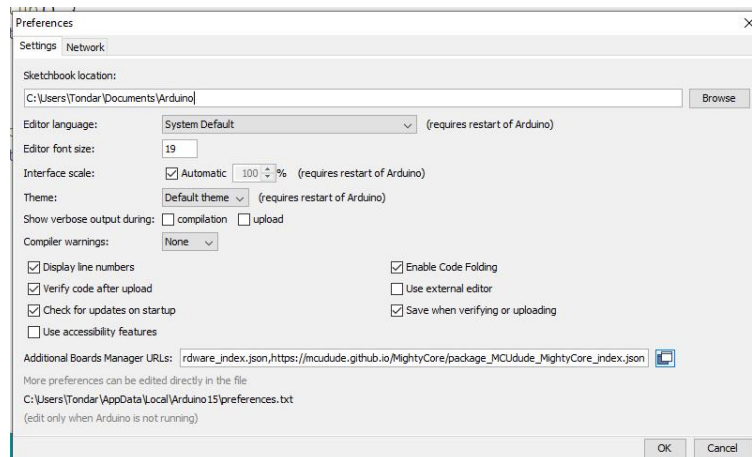 Preferences
Settings Network
Sketchbook location:
C:\Users\Tondar\Documents\Arduino Browse
Editor language: System Default (requires restart of Arduino)
Editor font size: 19
Interface scale: Automatic 100 % (requires restart of Arduino)
Theme: Default theme (requires restart of Arduino)
Show verbose output during: compilation upload
Compiler warnings: None
Display line numbers Enable Code Folding
Verify code after upload Use external editor
Check for updates on startup Save when verifying or uploading
Use accessibility features
Additional Boards Manager URLs: rdware_index.json,https://mcudude.github.io/MightyCore/package_MCUdude_MightyCore_index.json
More preferences can be edited directly in the file
C:\Users\Tondar\AppData\Local\Arduino15\preferences.txt
(edit only when Arduino is not running)
OK Cancel